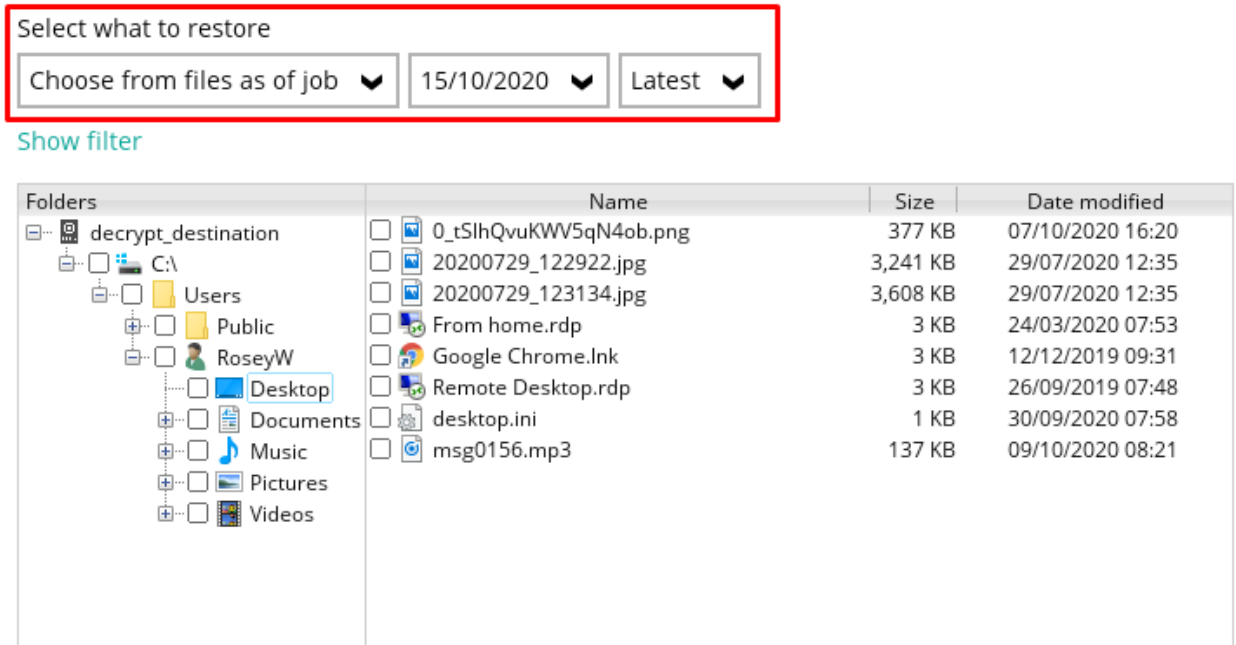 Select what to restore
Choose from files as of job 15/10/2020 Latest
Show filter
Folders Name Size Date modified
decrypt_destination 0_tSIhQvuKWV5qN4ob.png 377 KB 07/10/2020 16:20
C:\ 20200729_122922.jpg 3,241 KB 29/07/2020 12:35
Users 20200729_123134.jpg 3,608 KB 29/07/2020 12:35
Public From home.rdp 3 KB 24/03/2020 07:53
RoseyW Google Chrome.lnk 3 KB 12/12/2019 09:31
Desktop Remote Desktop.rdp 3 KB 26/09/2019 07:48
Documents desktop.ini 1 KB 30/09/2020 07:58
Music msg0156.mp3 137 KB 09/10/2020 08:21
Pictures
Videos